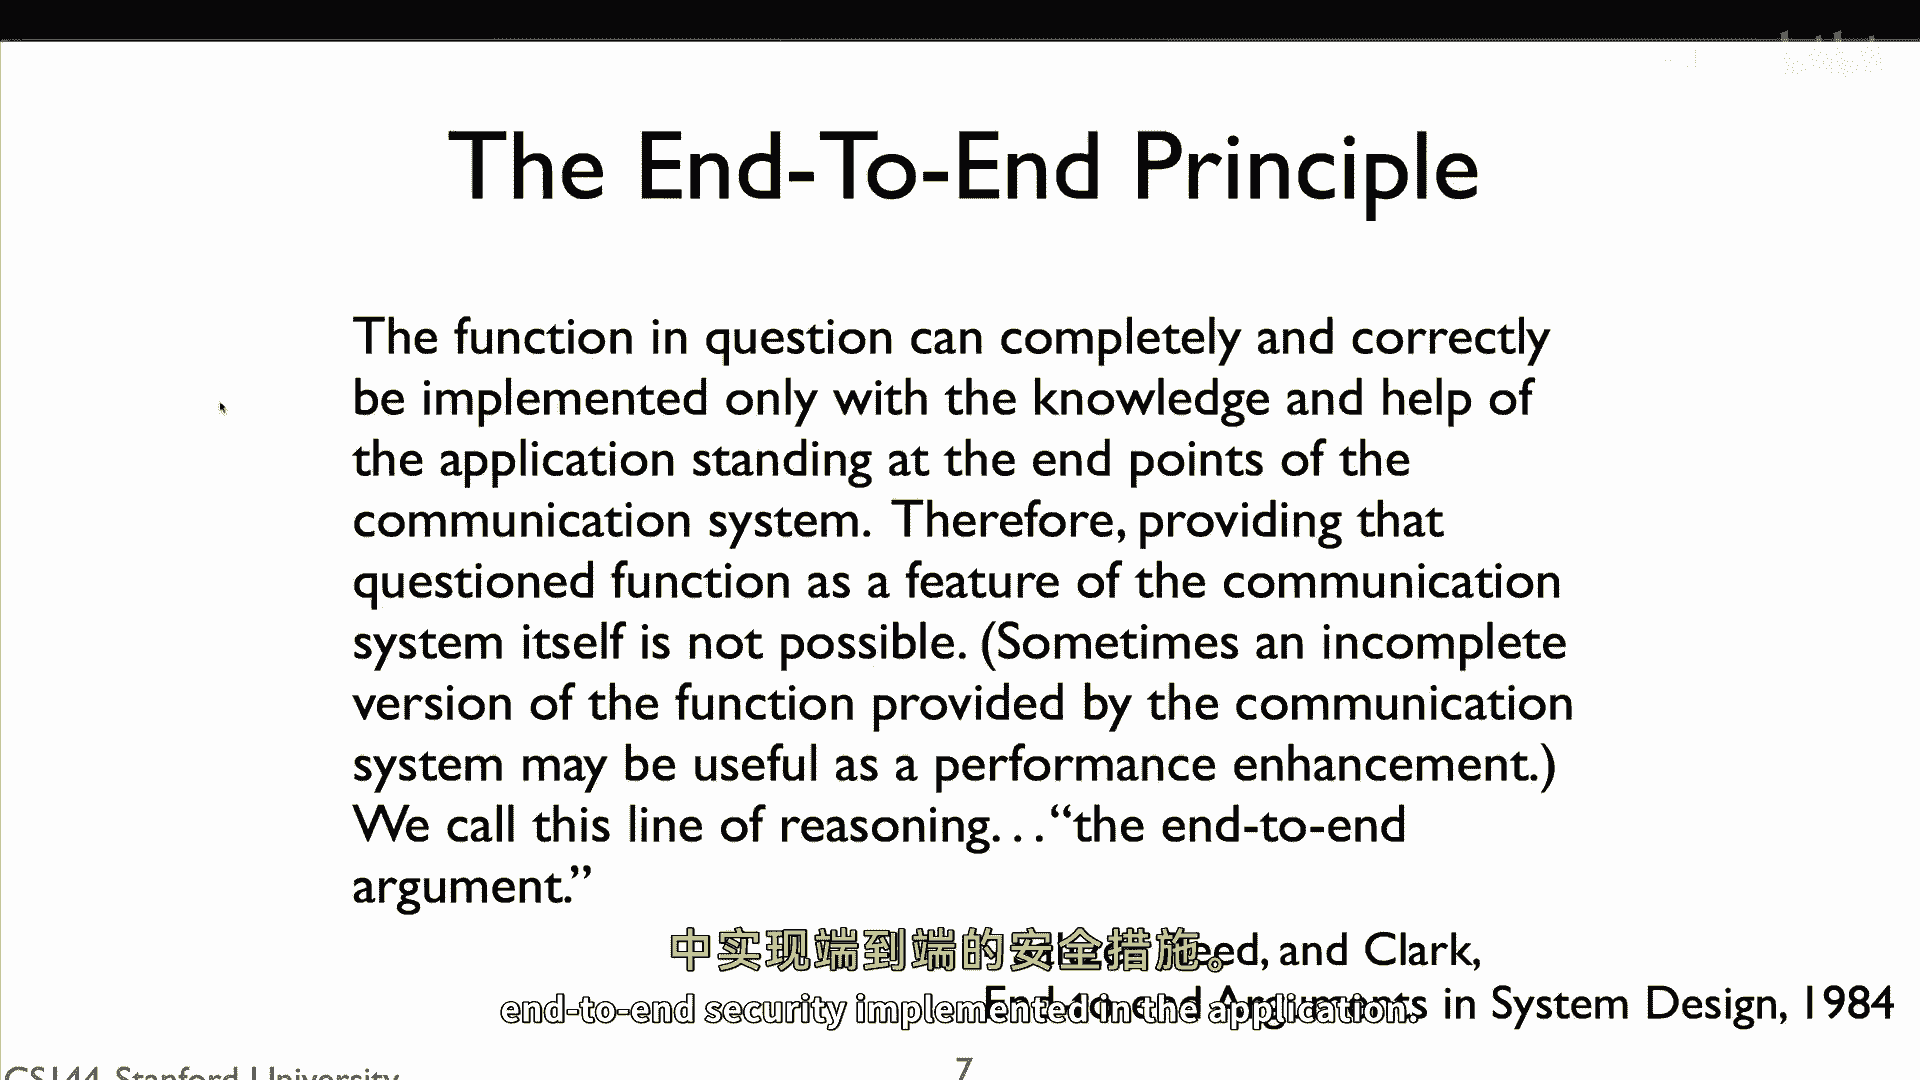 The End-To-End Principle
The function in question can completely and correctly
be implemented only with the knowledge and help of
the application standing at the end points of the
communication system. Therefore, providing that
questioned function as a feature of the communication
system itself is not possible. (Sometimes an incomplete
version of the function provided by the communication
system may be useful as a performance enhancement.)
We call this line of reasoning. . . “the end-to-end
argument.”
and Clark,
中实现端到端的安全措施。
End-to-end Arguments in System Design, 1984
end-to-end security implemented in the application.
CS144, Stanford University
7